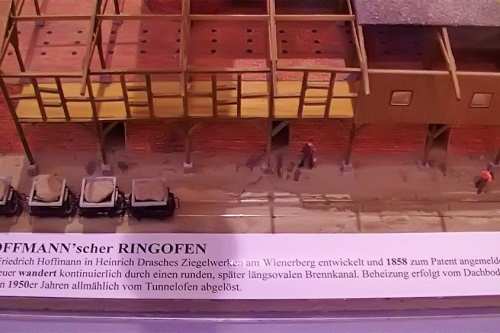 OFFMANN'scher RINGOFEN
Friedrich Hoffmann in Heinrich Drasches Ziegelwerken am Wienerberg entwickelt und 1858 zum Patent angemelde
euer wandert kontinuierlich durch einen runden, später längsovalen Brennkanal. Beheizung erfolgt vom Dachbod
n 1950er Jahren allmählich vom Tunnelofen abgelöst.